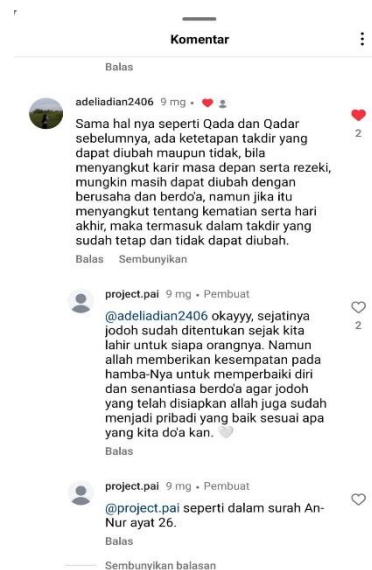 Komentar
Balas
adeliadian2406 9 mg •
Sama hal nya seperti Qada dan Qadar
sebelumnya, ada ketetapan takdir yang
dapat diubah maupun tidak, bila
menyangkut karir masa depan serta rezeki,
mungkin masih dapat diubah dengan
berusaha dan berdo'a, namun jika itu
menyangkut tentang kematian serta hari
akhir, maka termasuk dalam takdir yang
sudah tetap dan tidak dapat diubah.
2
Balas Sembunyikan
project.pai 9 mg • Pembuat
@adeliadian2406 okayyy, sejatinya
jodoh sudah ditentukan sejak kita
lahir untuk siapa orangnya. Namun
allah memberikan kesempatan pada
hamba-Nya untuk memperbaiki diri
dan senantiasa berdo'a agar jodoh
yang telah disiapkan allah juga sudah
menjadi pribadi yang baik sesuai apa
yang kita do'a kan. 🤍
2
Balas
project.pai 9 mg • Pembuat
@project.pai seperti dalam surah An-
Nur ayat 26.
Balas
Sembunyikan balasan